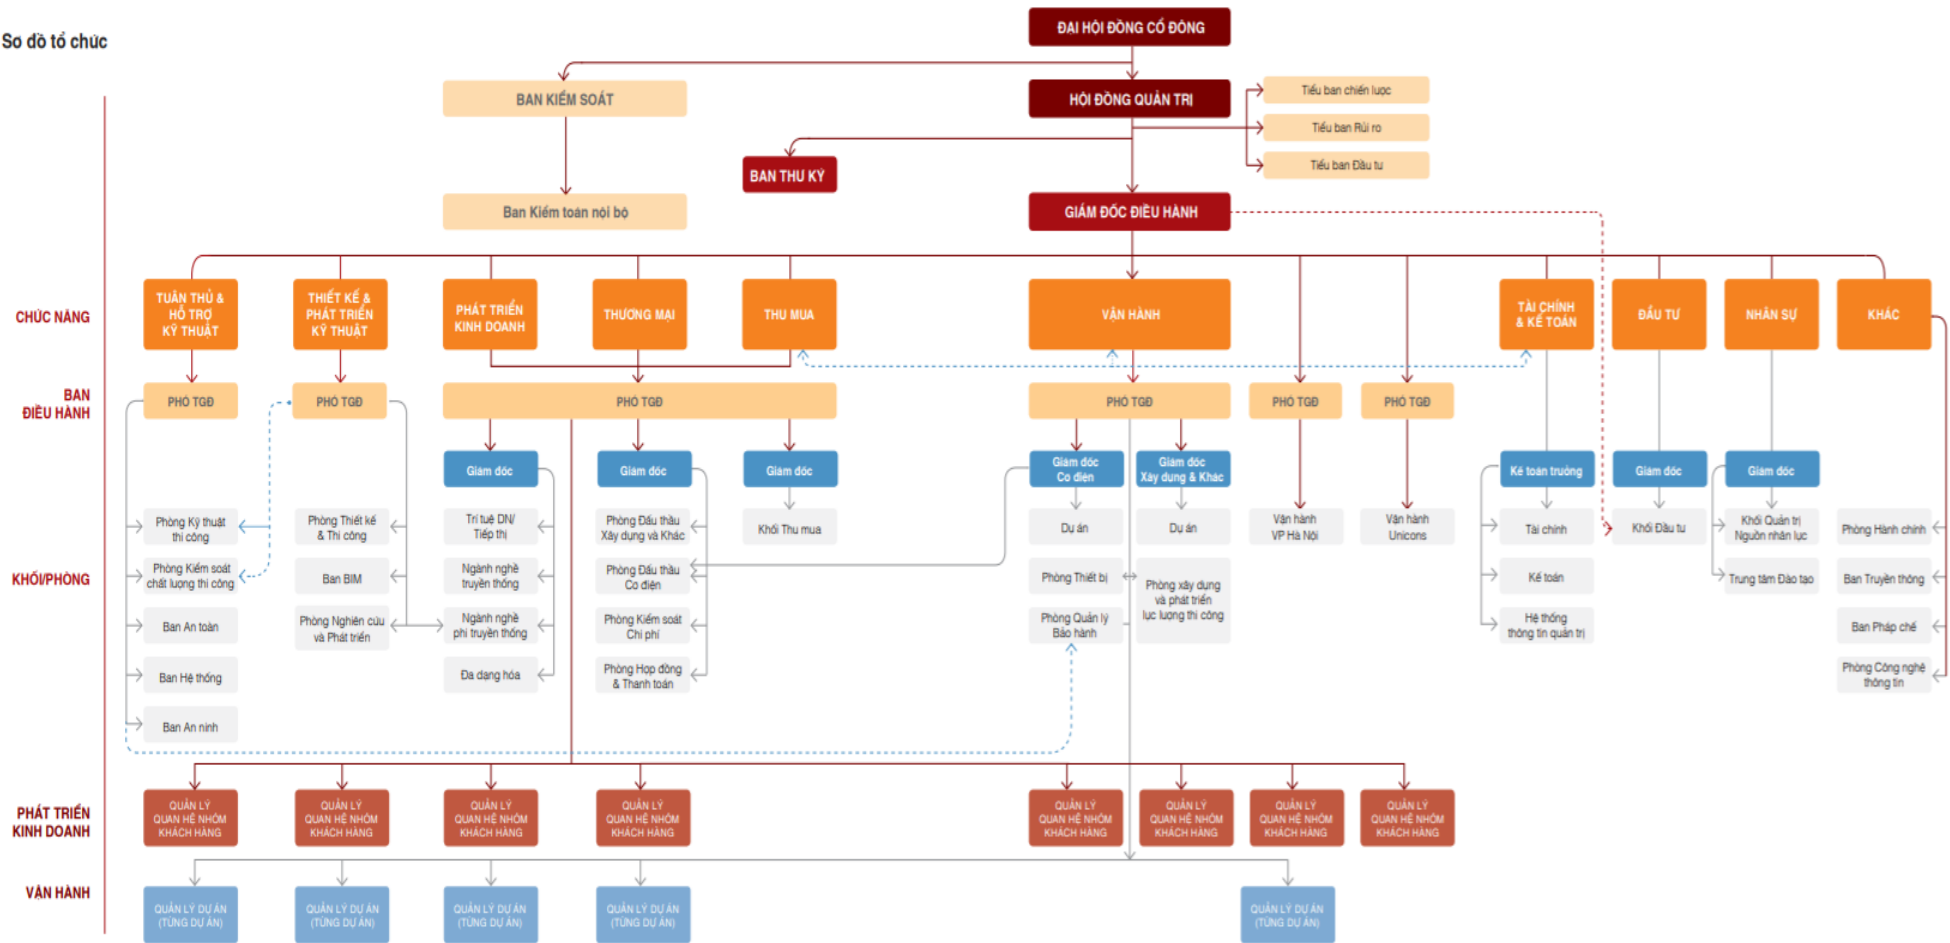 Sơ đồ tổ chức
ĐẠI HỘI ĐỒNG CỔ ĐÔNG
BAN KIỂM SOÁT
HỘI ĐỒNG QUẢN TRỊ
Tiểu ban chiến lược
Tiểu ban Rủi ro
Tiểu ban Đầu tư
BAN THƯ KÝ
Ban Kiểm toán nội bộ
GIÁM ĐỐC ĐIỀU HÀNH
CHỨC NĂNG
TUÂN THỦ &
HỖ TRỢ
KỸ THUẬT
THIẾT KẾ &
PHÁT TRIỂN
KỸ THUẬT
PHÁT TRIỂN
KINH DOANH
THƯƠNG MẠI
THU MUA
VẬN HÀNH
TÀI CHÍNH
& KẾ TOÁN
ĐẦU TƯ
NHÂN SỰ
KHÁC
BAN
ĐIỀU HÀNH
PHÓ TGĐ
PHÓ TGĐ
PHÓ TGĐ
PHÓ TGĐ
PHÓ TGĐ
PHÓ TGĐ
Giám đốc
Giám đốc
Giám đốc
Giám đốc
Cơ điện
Giám đốc
Xây dựng & Khác
Kế toán trưởng
Giám đốc
Giám đốc
KHỐI/PHÒNG
Phòng Kỹ thuật
thi công
Phòng Kiểm soát
chất lượng thi công
Ban An toàn
Ban Hệ thống
Ban An ninh
Phòng Thiết kế
& Thi công
Ban BIM
Phòng Nghiên cứu
và Phát triển
Trí tuệ DN/
Tiếp thị
Ngành nghề
truyền thống
Ngành nghề
phi truyền thống
Đa dạng hóa
Phòng Đấu thầu
Xây dựng và Khác
Phòng Đấu thầu
Cơ điện
Phòng Kiểm soát
Chi phí
Phòng Hợp đồng
& Thanh toán
Khối Thu mua
Dự án
Phòng Thiết bị
Phòng Quản lý
Bảo hành
Dự án
Phòng xây dựng
và phát triển
lực lượng thi công
Vận hành
VP Hà Nội
Vận hành
Unicons
Tài chính
Kế toán
Hệ thống
thông tin quản trị
Khối Đầu tư
Khối Quản trị
Nguồn nhân lực
Trung tâm Đào tạo
Phòng Hành chính
Ban Truyền thông
Ban Pháp chế
Phòng Công nghệ
thông tin
PHÁT TRIỂN
KINH DOANH
QUẢN LÝ
QUAN HỆ NHÓM
KHÁCH HÀNG
QUẢN LÝ
QUAN HỆ NHÓM
KHÁCH HÀNG
QUẢN LÝ
QUAN HỆ NHÓM
KHÁCH HÀNG
QUẢN LÝ
QUAN HỆ NHÓM
KHÁCH HÀNG
QUẢN LÝ
QUAN HỆ NHÓM
KHÁCH HÀNG
QUẢN LÝ
QUAN HỆ NHÓM
KHÁCH HÀNG
QUẢN LÝ
QUAN HỆ NHÓM
KHÁCH HÀNG
QUẢN LÝ
QUAN HỆ NHÓM
KHÁCH HÀNG
VẬN HÀNH
QUẢN LÝ DỰ ÁN
(TỪNG DỰ ÁN)
QUẢN LÝ DỰ ÁN
(TỪNG DỰ ÁN)
QUẢN LÝ DỰ ÁN
(TỪNG DỰ ÁN)
QUẢN LÝ DỰ ÁN
(TỪNG DỰ ÁN)
QUẢN LÝ DỰ ÁN
(TỪNG DỰ ÁN)